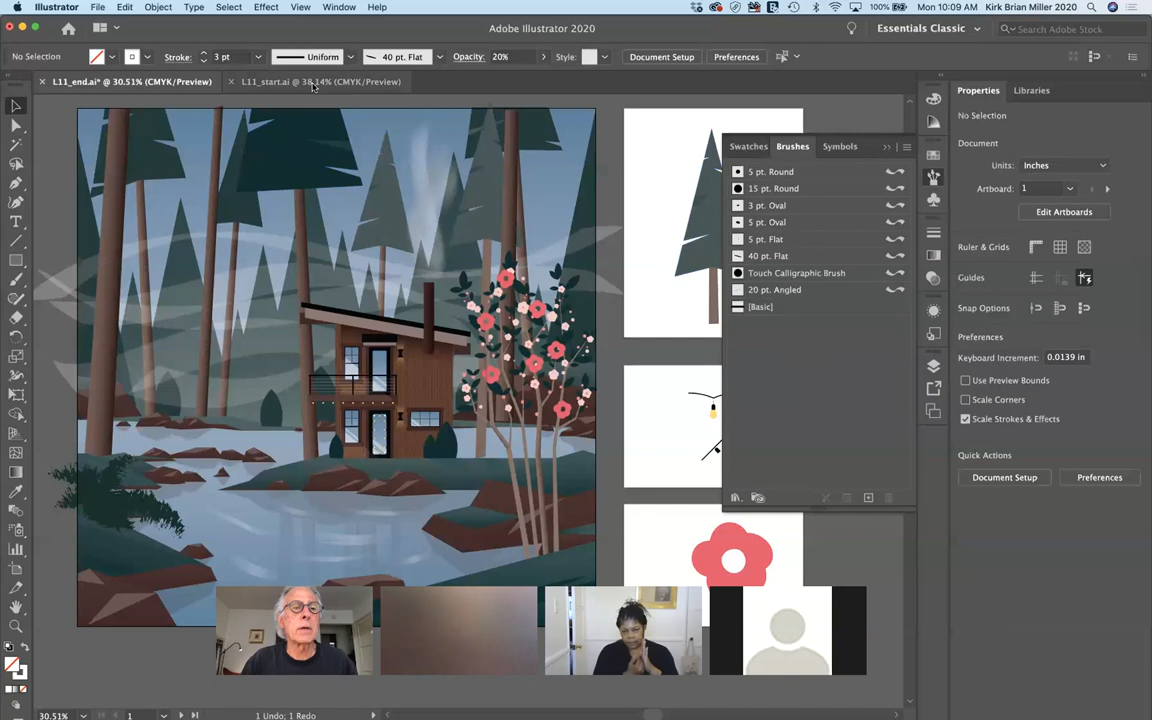 Illustrator File Edit Object Type Select Effect View Window Help
100% Mon Oct 5 10:09 AM Kirk Brian Miller 2020
Adobe Illustrator 2020
Essentials Classic
Search Adobe Stock
No Selection
Stroke: 3 pt
Uniform
40 pt. Flat
Opacity: 20%
Style:
Document Setup
Preferences
L11_end.ai* @ 30.51% (CMYK/Preview)
L11_start.ai @ 38.14% (CMYK/Preview)
Swatches Brushes Symbols
5 pt. Round
15 pt. Round
3 pt. Oval
5 pt. Oval
5 pt. Flat
40 pt. Flat
Touch Calligraphic Brush
20 pt. Angled
[Basic]
Properties Libraries
No Selection
Document
Units: Inches
Artboard: 1
Edit Artboards
Ruler & Grids
Guides
Snap Options
Preferences
Keyboard Increment: 0.0139 in
Use Preview Bounds
Scale Corners
Scale Strokes & Effects
Quick Actions
Document Setup
Preferences
30.51% 1 1 Undo; 1 Redo